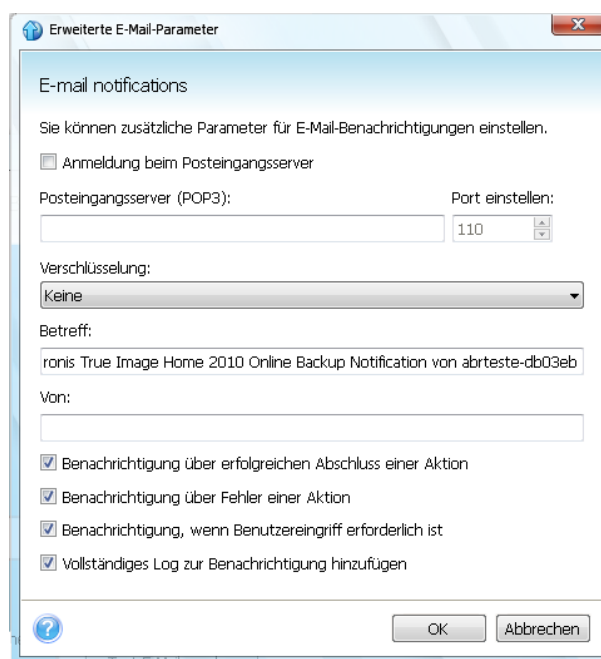 Erweiterte E-Mail-Parameter
E-mail notifications
Sie können zusätzliche Parameter für E-Mail-Benachrichtigungen einstellen.
Anmeldung beim Posteingangsserver
Posteingangsserver (POP3): Port einstellen:
110
Verschlüsselung:
Keine
Betreff:
ronis True Image Home 2010 Online Backup Notification von abrteste-db03eb
Von:
Benachrichtigung über erfolgreichen Abschluss einer Aktion
Benachrichtigung über Fehler einer Aktion
Benachrichtigung, wenn Benutzereingriff erforderlich ist
Vollständiges Log zur Benachrichtigung hinzufügen
OK Abbrechen